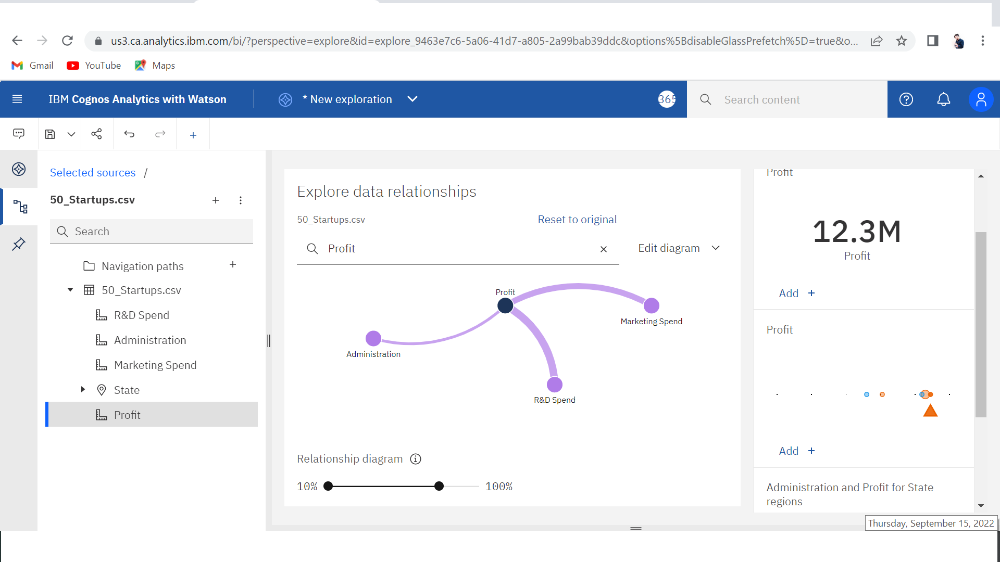 us3.ca.analytics.ibm.com/bi/?perspective=explore&id=explore_9463e7c6-5a06-41d7-a805-2a99bab39ddc&options%5BdisableGlassPrefetch%5D=true&o...
Gmail YouTube Maps
IBM Cognos Analytics with Watson * New exploration 365 Search content
Selected sources /
50_Startups.csv
Search
Navigation paths
50_Startups.csv
R&D Spend
Administration
Marketing Spend
State
Profit
Explore data relationships
50_Startups.csv Reset to original
Profit Edit diagram
Profit
Marketing Spend
Administration
R&D Spend
Relationship diagram
10% 100%
Profit
12.3M
Profit
Add +
Profit
Add +
Administration and Profit for State
regions
Thursday, September 15, 2022